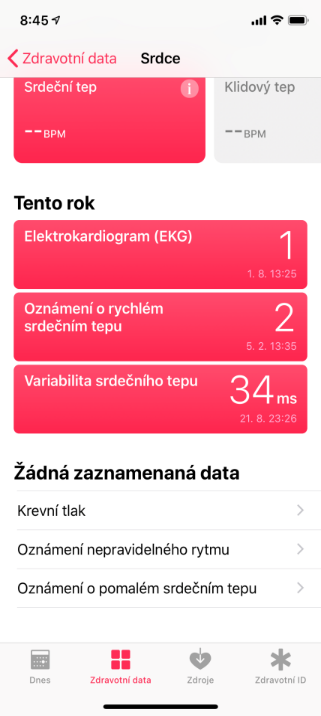 8:45
Zdravotní data
Srdce
Srdeční tep
Klidový tep
-- BPM
-- BPM
Tento rok
Elektrokardiogram (EKG)
1
1. 8. 13:25
Oznámení o rychlém
srdečním tepu
2
5. 2. 13:35
Variabilita srdečního tepu
34 ms
21. 8. 23:26
Žádná zaznamenaná data
Krevní tlak
Oznámení nepravidelného rytmu
Oznámení o pomalém srdečním tepu
Dnes
Zdravotní data
Zdroje
Zdravotní ID